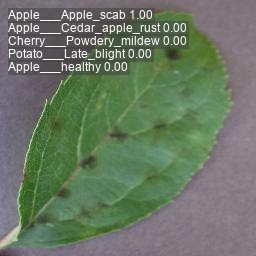 Apple___Apple_scab 1.00
Apple___Cedar_apple_rust 0.00
Cherry___Powdery_mildew 0.00
Potato___Late_blight 0.00
Apple___healthy 0.00